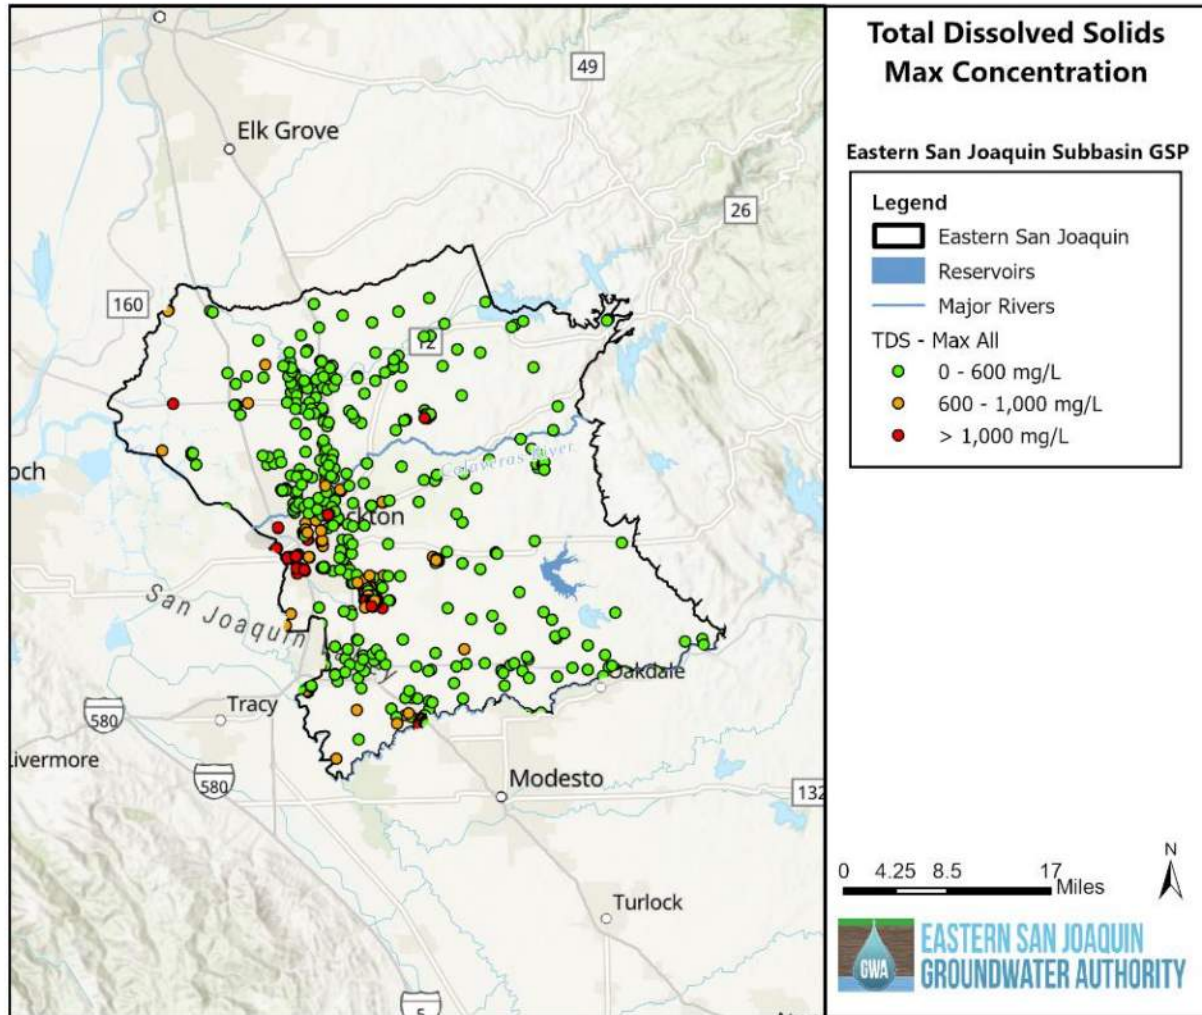 Total Dissolved Solids
Max Concentration
Eastern San Joaquin Subbasin GSP
Legend
Eastern San Joaquin
Reservoirs
Major Rivers
TDS - Max All
0 - 600 mg/L
600 - 1,000 mg/L
> 1,000 mg/L
49
Elk Grove
26
160
12
Calaveras River
och
ckton
San Joaquin
y
Oakdale
Tracy
580
ivermore
580
Modesto
132
Turlock
5
N
0 4.25 8.5 17
Miles
GWA
EASTERN SAN JOAQUIN
GROUNDWATER AUTHORITY